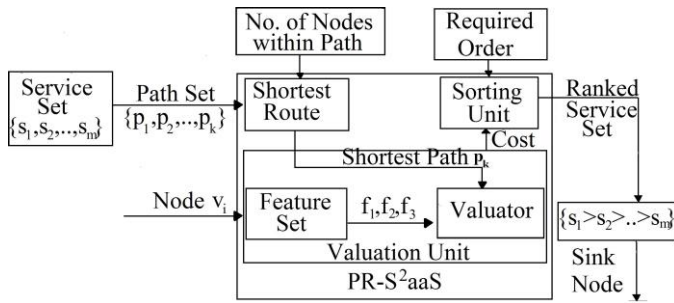 No. of Nodes
within Path
Required
Order
Service
Set
{s₁,s₂,..,sₘ}
Path Set
{p₁,p₂,..,pₖ}
Shortest
Route
Sorting
Unit
Ranked
Service
Set
Cost
Shortest Path pₖ
Node vᵢ
Feature
Set
f₁,f₂,f₃
Valuator
{s₁>s₂>..>sₘ}
Valuation Unit
Sink
Node
PR-S²aaS